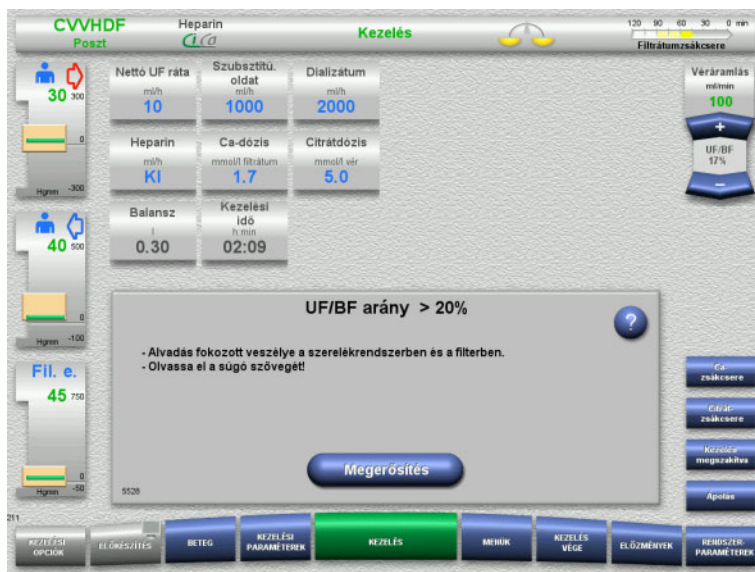 CVVHDF
Poszt
Heparin
Ci Ca
Kezelés
120 90 60 30 0 min
Filtrátumzsákcsere
30
300
0
Hgmm -300
40
500
0
Hgmm -100
Fil. e.
45
750
0
Hgmm -50
Nettó UF ráta
ml/h
10
Szubsztitú.
oldat
ml/h
1000
Dializátum
ml/h
2000
Heparin
ml/h
KI
Ca-dózis
mmol/l filtrátum
1.7
Citrátdózis
mmol/l vér
5.0
Balansz
l
0.30
Kezelési
idő
h:min
02:09
Véráramlás
ml/min
100
+
UF/BF
17%
–
UF/BF arány > 20%
?
- Alvadás fokozott veszélye a szerelékrendszerben és a filterben.
- Olvassa el a súgó szövegét!
Megerősítés
5528
Ca-
zsákcsere
Citrát-
zsákcsere
Kezelés
megszakítva
Ápolás
211
KEZELÉSI
OPCIÓK
ELŐKÉSZÍTÉS
BETEG
KEZELÉSI
PARAMÉTEREK
KEZELÉS
MENÜK
KEZELÉS
VÉGE
ELŐZMÉNYEK
RENDSZER-
PARAMÉTEREK